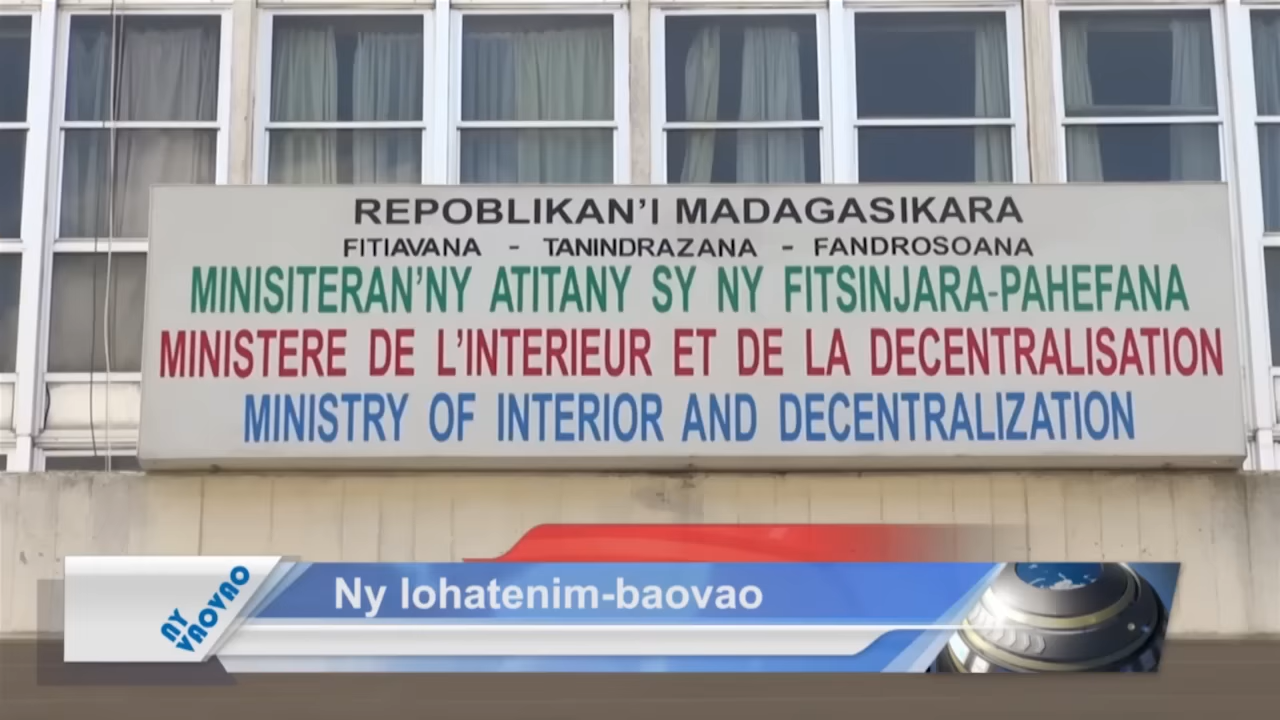 REPOBLIKAN'I MADAGASIKARA
FITIAVANA - TANINDRAZANA - FANDROSOANA
MINISITERAN'NY ATITANY SY NY FITSINJARA-PAHEFANA
MINISTERE DE L'INTERIEUR ET DE LA DECENTRALISATION
MINISTRY OF INTERIOR AND DECENTRALIZATION
Ny lohatenim-baovao
NY
VAOVAO